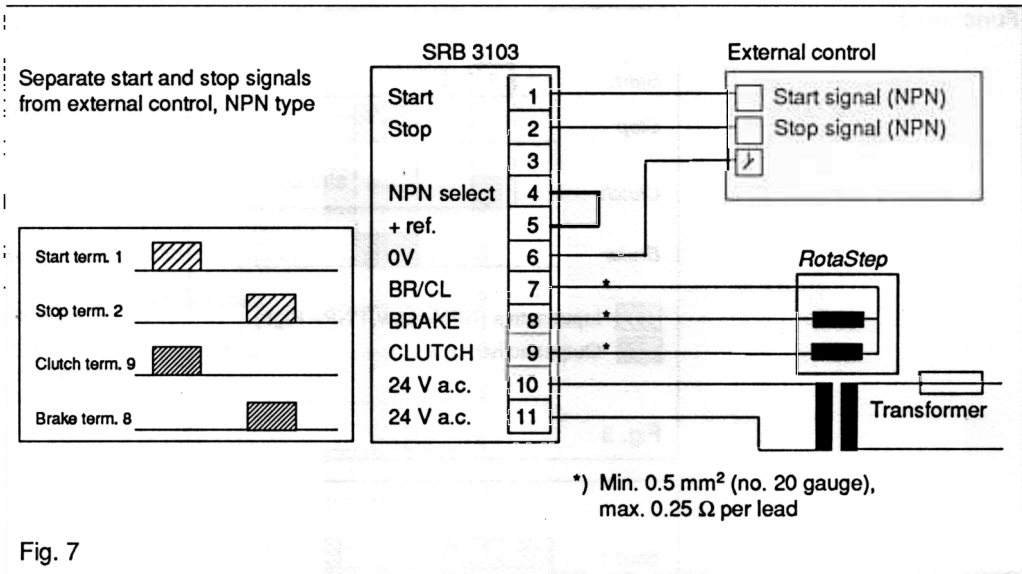 SRB 3103
External control
Separate start and stop signals
from external control, NPN type
Start 1
Stop 2
3
NPN select 4
+ ref. 5
0V 6
BR/CL 7 *
BRAKE 8 *
CLUTCH 9 *
24 V a.c. 10
24 V a.c. 11
Start signal (NPN)
Stop signal (NPN)
Start term. 1
Stop term. 2
Clutch term. 9
Brake term. 8
RotaStep
Transformer
*) Min. 0.5 mm² (no. 20 gauge),
max. 0.25 Ω per lead
Fig. 7